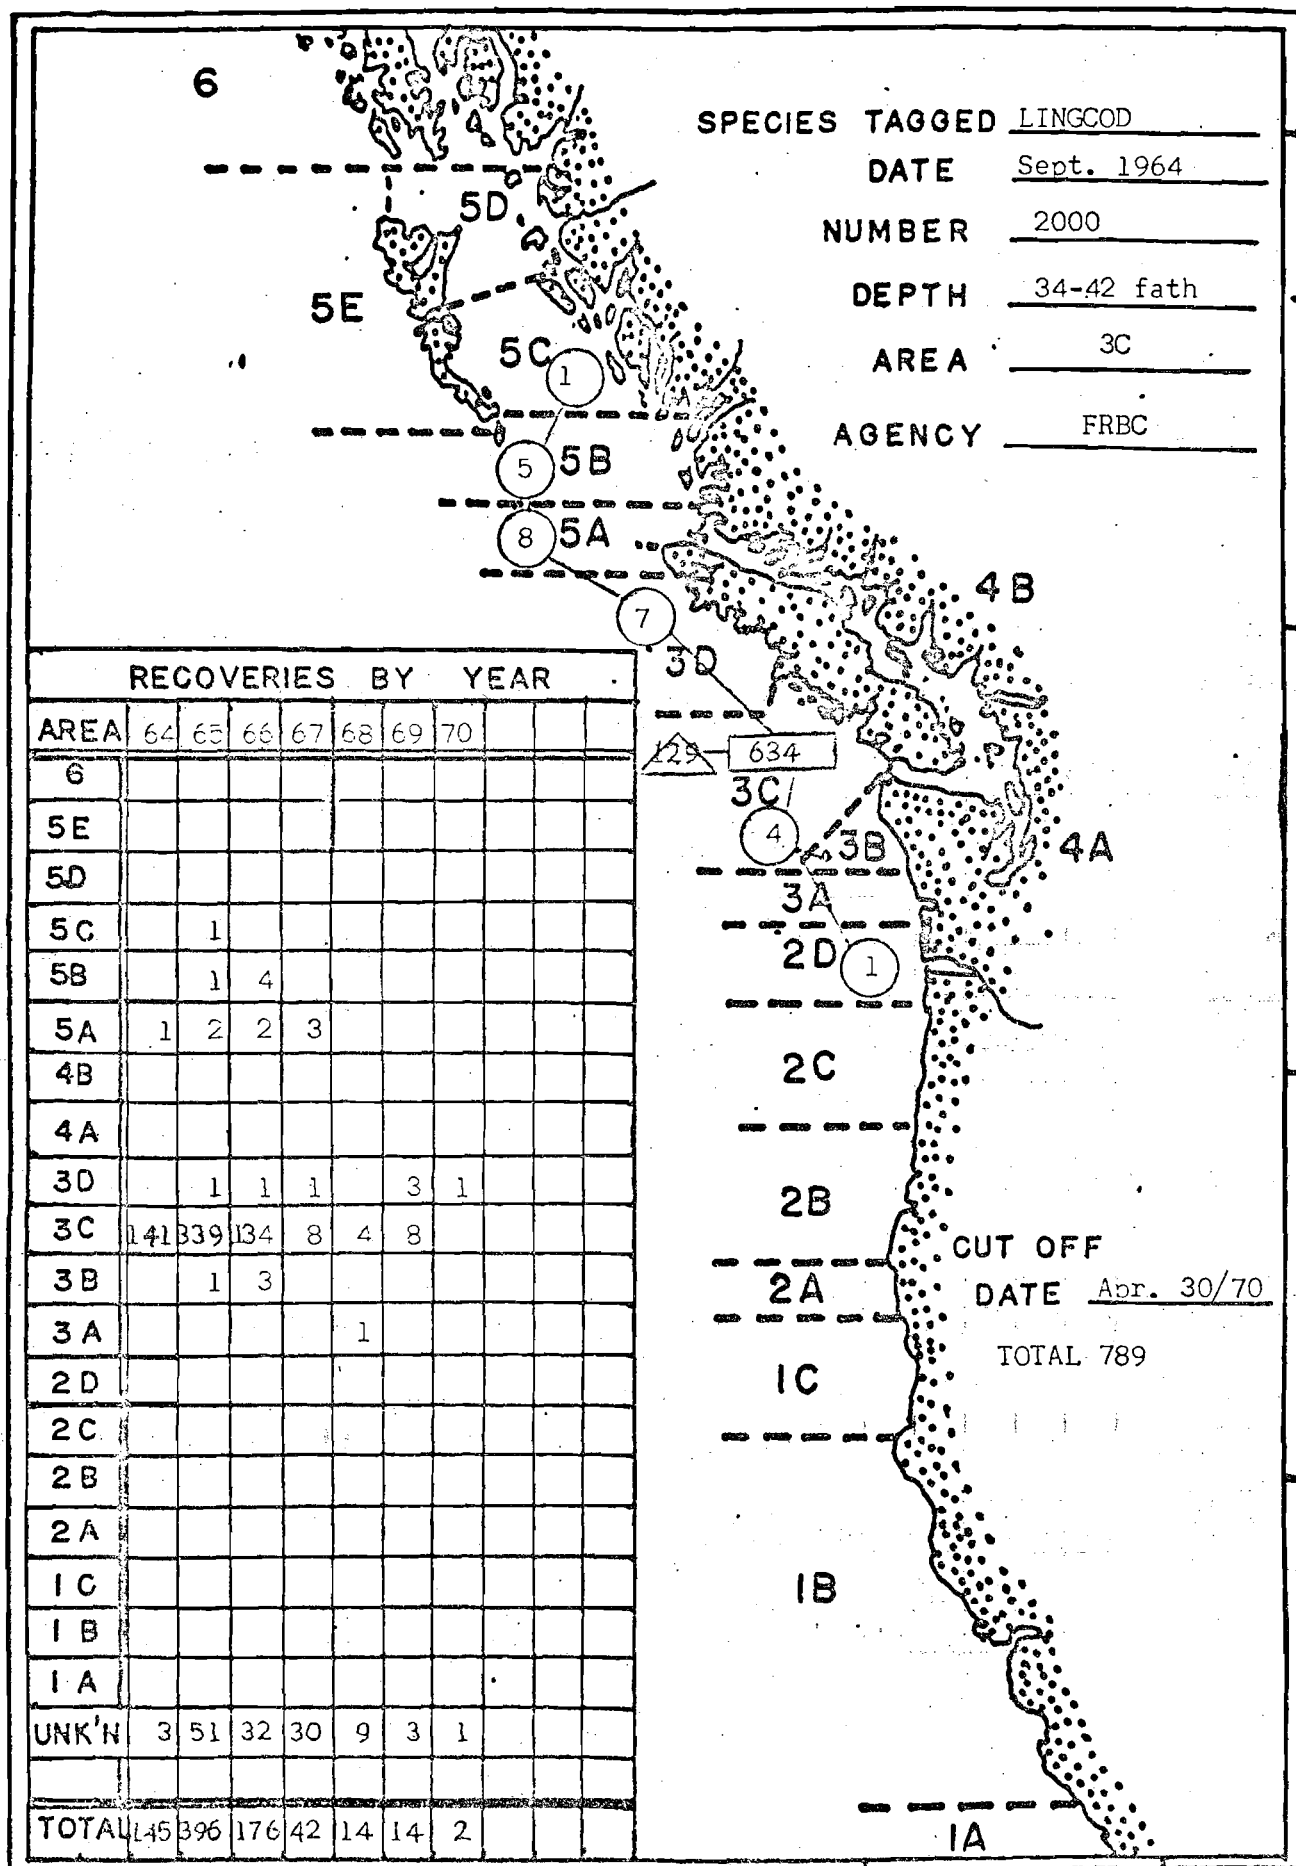 6
SPECIES TAGGED LINGCOD
DATE Sept. 1964
NUMBER 2000
DEPTH 34-42 fath
AREA 3C
AGENCY FRBC
5D
5E
5C
1
5 5B
8 5A
4B
7
3D
129 634
3C
4
3B
4A
3A
2D
1
2C
2B
2A
1C
1B
1A
CUT OFF
DATE Apr. 30/70
TOTAL 789
RECOVERIES BY YEAR
AREA 64 65 66 67 68 69 70
6
5E
5D
5C 1
5B 1 4
5A 1 2 2 3
4B
4A
3D 1 1 1 3 1
3C 141 339 134 8 4 8
3B 1 3
3A 1
2D
2C
2B
2A
1C
1B
1A
UNK'N 3 51 32 30 9 3 1
TOTAL 145 396 176 42 14 14 2